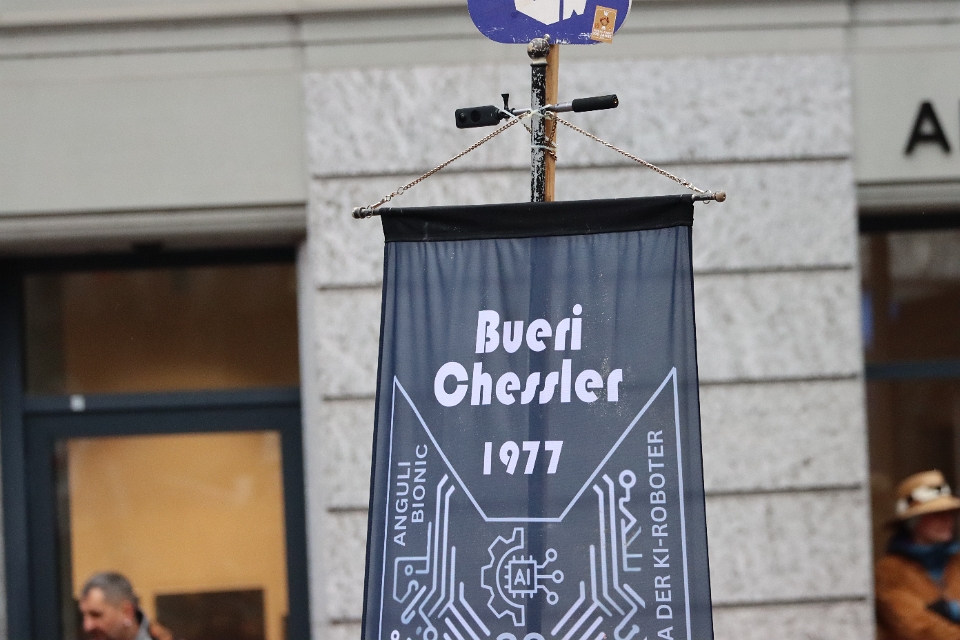 Bueri
Chessler
1977
ANGULI
BIONIC
A DER KI-ROBOTER
AI